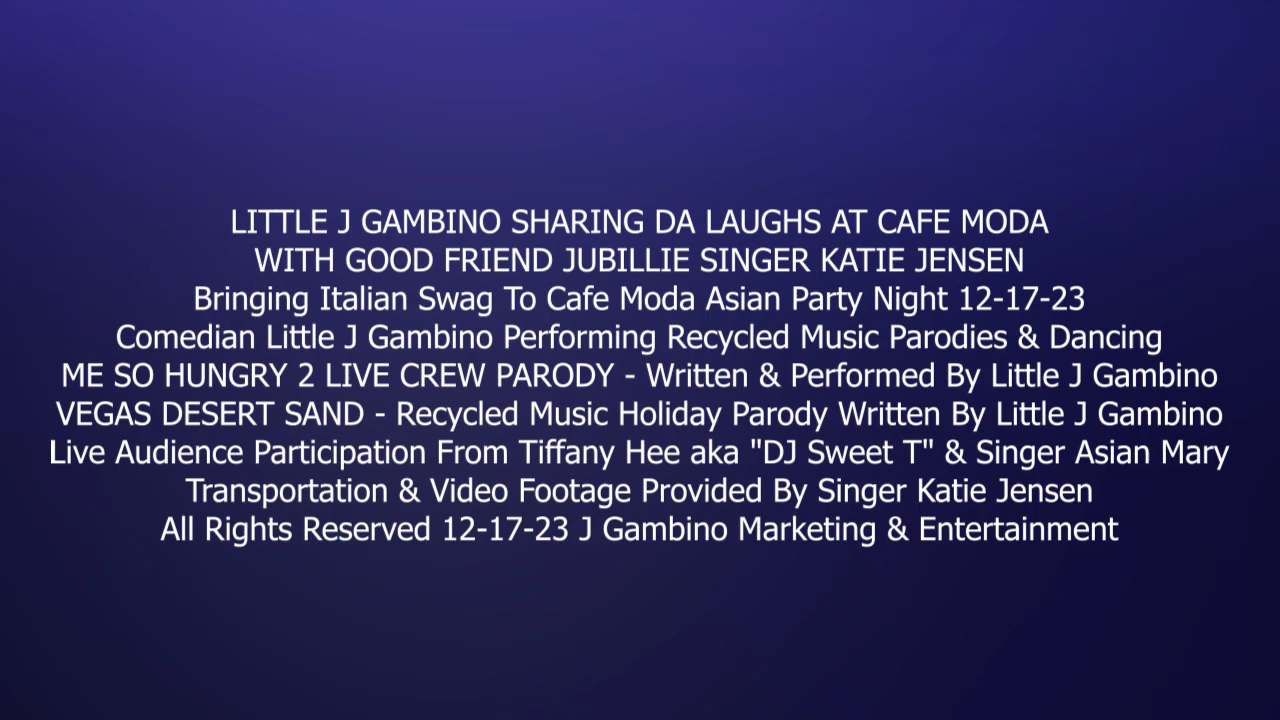 LITTLE J GAMBINO SHARING DA LAUGHS AT CAFE MODA
WITH GOOD FRIEND JUBILLIE SINGER KATIE JENSEN
Bringing Italian Swag To Cafe Moda Asian Party Night 12-17-23
Comedian Little J Gambino Performing Recycled Music Parodies & Dancing
ME SO HUNGRY 2 LIVE CREW PARODY - Written & Performed By Little J Gambino
VEGAS DESERT SAND - Recycled Music Holiday Parody Written By Little J Gambino
Live Audience Participation From Tiffany Hee aka "DJ Sweet T" & Singer Asian Mary
Transportation & Video Footage Provided By Singer Katie Jensen
All Rights Reserved 12-17-23 J Gambino Marketing & Entertainment